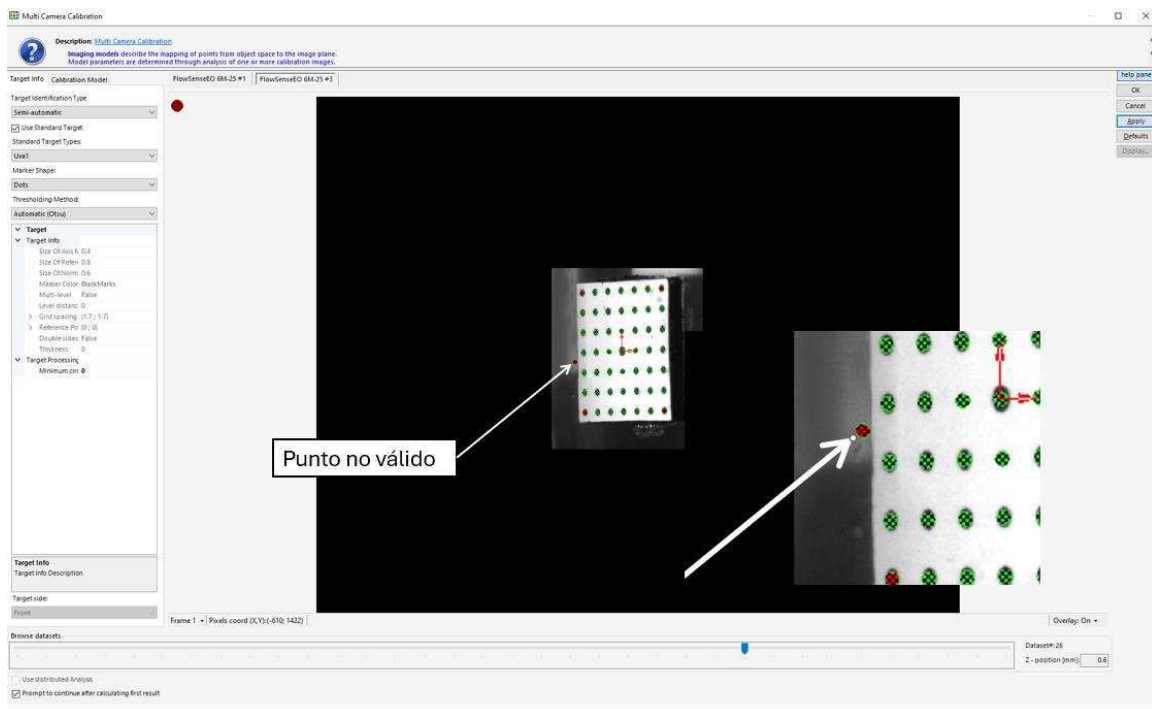 Multi Camera Calibration
Description: Multi Camera Calibration
Imaging models describe the mapping of points from object space to the image plane.
Model parameters are determined through analysis of one or more calibration images.
Target Info Calibration Model
FlowSenseEO 6M-25 #1 FlowSenseEO 6M-25 #3
help pane
OK
Cancel
Apply
Defaults
Display...
Target Identification Type
Semi-automatic
Use Standard Target
Standard Target Types:
Uva1
Marker Shape:
Dots
Thresholding Method:
Automatic (Otsu)
Target
Target Info
Size Of Axis 0,4
Size Of Refer 0,8
Size Of Norm 0,6
Marker Color BlackMarks
Multi-level False
Level distanc 0
Grid spacing (1.7 ; 1.7)
Reference Po (0 ; 0)
Double sidec False
Thickness 0
Target Processing
Minimum cir 0
Punto no válido
Target Info
Target Info Description
Target side:
Front
Frame 1 Pixels coord (X,Y):(-610; 1422)
Overlay: On
Browse datasets
Dataset#: 26
Z - position (mm): 0.6
Use distributed Analysis
Prompt to continue after calculating first result